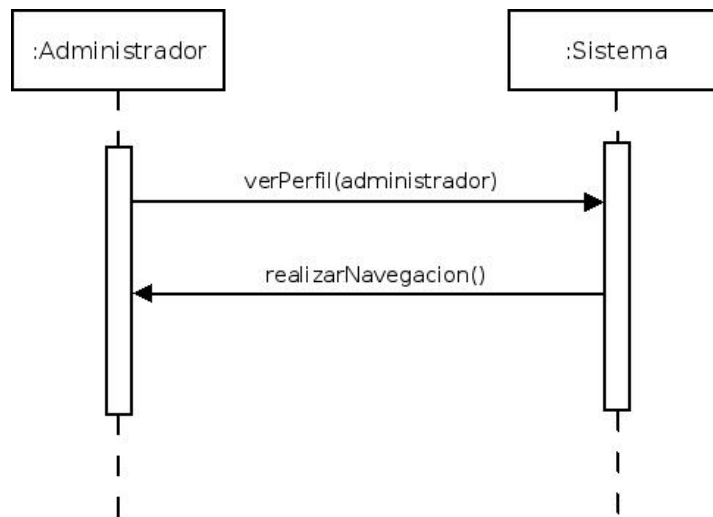 :Administrador
:Sistema
verPerfil(administrador)
realizarNavegacion()